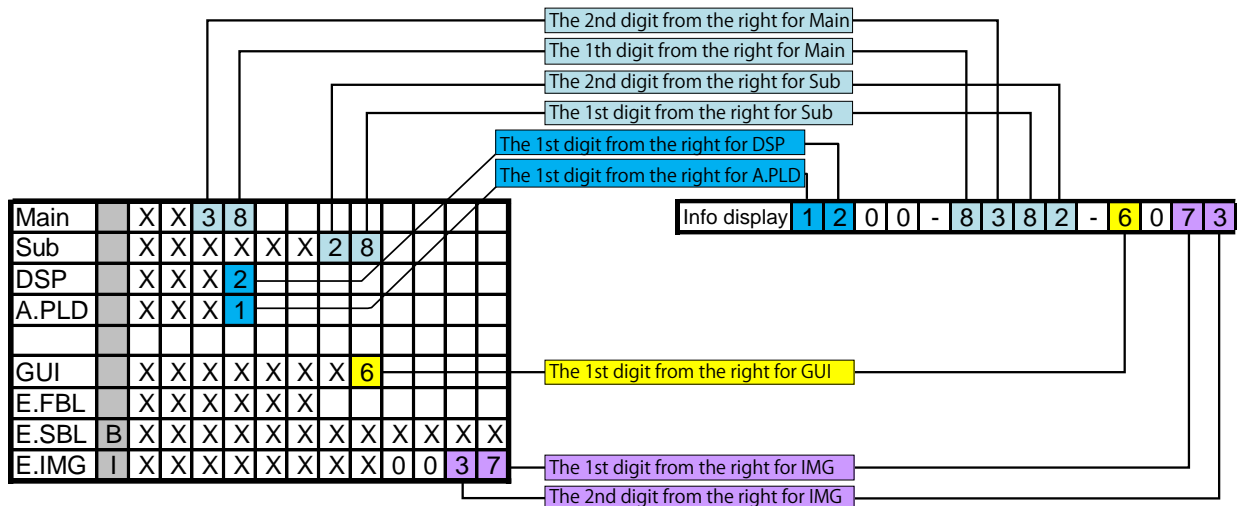 The 2nd digit from the right for Main
The 1th digit from the right for Main
The 2nd digit from the right for Sub
The 1st digit from the right for Sub
The 1st digit from the right for DSP
The 1st digit from the right for A.PLD
Main X X 3 8
Info display 1 2 0 0 - 8 3 8 2 - 6 0 7 3
Sub X X X X X X 2 8
DSP X X X 2
A.PLD X X X 1
GUI X X X X X X X 6
The 1st digit from the right for GUI
E.FBL X X X X X X
E.SBL B X X X X X X X X X X X X
E.IMG I X X X X X X X X 0 0 3 7
The 1st digit from the right for IMG
The 2nd digit from the right for IMG